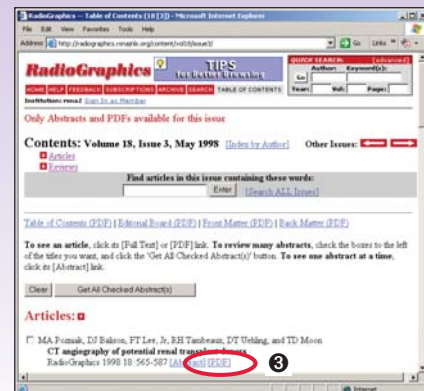 RadioGraphics -- Table of Contents (18 [3]) - Microsoft Internet Explorer
File Edit View Favorites Tools Help
Address http://radiographics.rsnajnls.org/content/vol18/issue3/ Go Links
RadioGraphics TIPS for Better Browsing
QUICK SEARCH: [advanced]
Author: Keyword(s):
Go
Year: Vol: Page:
HOME HELP FEEDBACK SUBSCRIPTIONS ARCHIVE SEARCH TABLE OF CONTENTS
Institution: rsna2 Sign In as Member
Only Abstracts and PDFs available for this issue
Contents: Volume 18, Issue 3, May 1998 [Index by Author] Other Issues:
Articles
Reviews
Find articles in this issue containing these words:
Enter [Search ALL Issues]
Table of Contents (PDF) | Editorial Board (PDF) | Front Matter (PDF) | Back Matter (PDF)
To see an article, click its [Full Text] or [PDF] link. To review many abstracts, check the boxes to the left
of the titles you want, and click the 'Get All Checked Abstract(s)' button. To see one abstract at a time,
click its [Abstract] link.
Clear Get All Checked Abstract(s)
Articles:
MA Pozniak, DJ Balison, FT Lee, Jr, RH Tambeaux, DT Uehling, and TD Moon
CT angiography of potential renal transplant donors
RadioGraphics 1998 18: 565-587 [Abstract] [PDF] 3
Internet